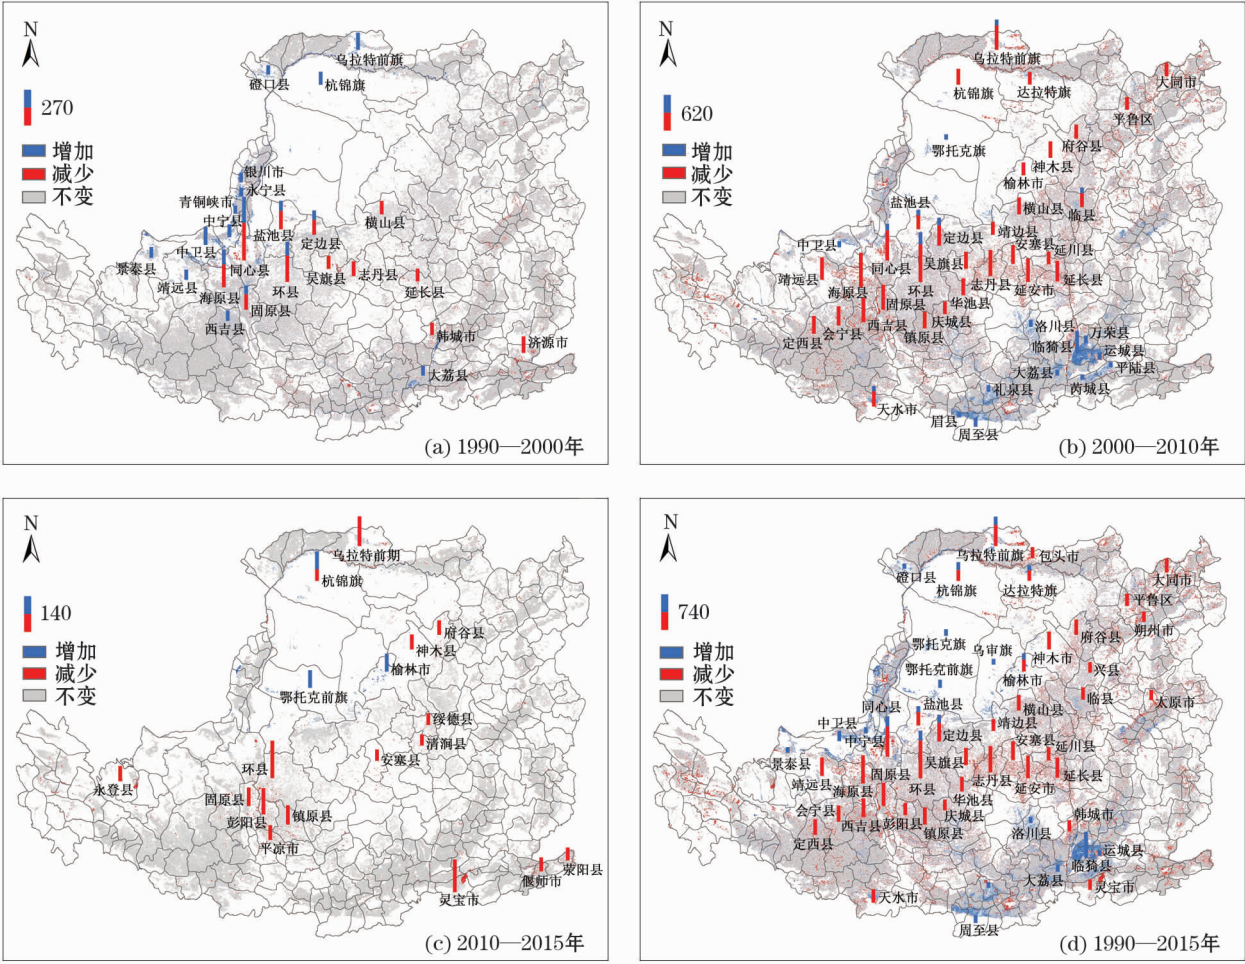 N
乌拉特前旗
磴口县
杭锦旗
270
增加
减少
不变
银川市
永宁县
青铜峡市
中宁县
盐池县
横山县
定边县
中卫县
景泰县
同心县
靖远县
吴旗县
志丹县
海原县
环县
延长县
固原县
西吉县
韩城市
济源市
大荔县
(a) 1990—2000年
N
乌拉特前旗
大同市
杭锦旗
达拉特旗
平鲁区
620
增加
减少
不变
府谷县
鄂托克旗
神木县
榆林市
盐池县
横山县
临县
靖边县
定边县
安塞县
延川县
中卫县
同心县
吴旗县
靖远县
志丹县
延长县
海原县
环县
延安市
固原县
华池县
西吉县
庆城县
会宁县
镇原县
定西县
洛川县
万荣县
临猗县
运城县
大荔县
平陆县
礼泉县
芮城县
天水市
眉县
周至县
(b) 2000—2010年
N
乌拉特前期
杭锦旗
140
增加
减少
不变
府谷县
神木县
榆林市
鄂托克前旗
绥德县
清涧县
安塞县
环县
永登县
固原县
彭阳县
镇原县
平凉市
荥阳县
偃师市
灵宝市
(c) 2010—2015年
N
乌拉特前旗
包头市
磴口县
杭锦旗
达拉特旗
大同市
平鲁区
740
增加
减少
不变
朔州市
府谷县
鄂托克旗
乌审旗
神木市
鄂托克前旗
榆林市
兴县
同心县
盐池县
横山县
临县
太原市
中卫县
靖边县
中宁县
定边县
安塞县
延川县
景泰县
吴旗县
靖远县
固原县
志丹县
延长县
海原县
环县
延安市
华池县
会宁县
西吉县
彭阳县
庆城县
镇原县
韩城市
定西县
洛川县
运城县
临猗县
大荔县
灵宝市
天水市
周至县
(d) 1990—2015年